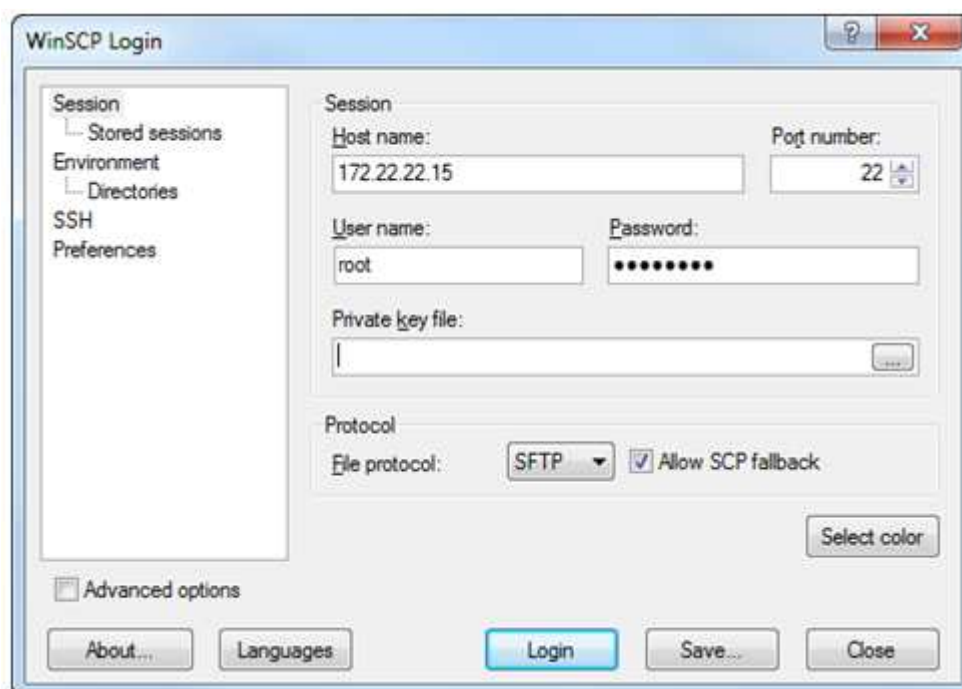 WinSCP Login
Session
Stored sessions
Environment
Directories
SSH
Preferences
Session
Host name:
Port number:
172.22.22.15
22
User name:
Password:
root
●●●●●●●●
Private key file:
...
Protocol
File protocol:
SFTP
Allow SCP fallback
Select color
Advanced options
About...
Languages
Login
Save...
Close